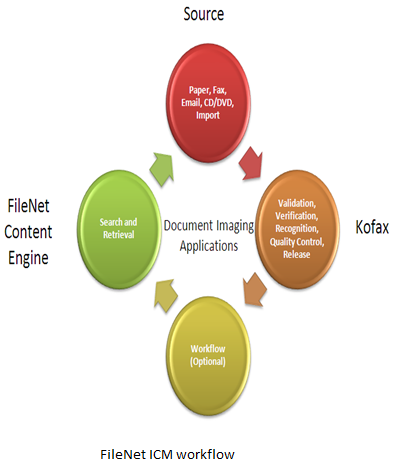 Source
Paper, Fax,
Email, CD/DVD,
Import
FileNet
Content
Engine
Search and
Retrieval
Document Imaging
Applications
Validation,
Verification,
Recognition,
Quality Control,
Release
Kofax
Workflow
(Optional)
FileNet ICM workflow